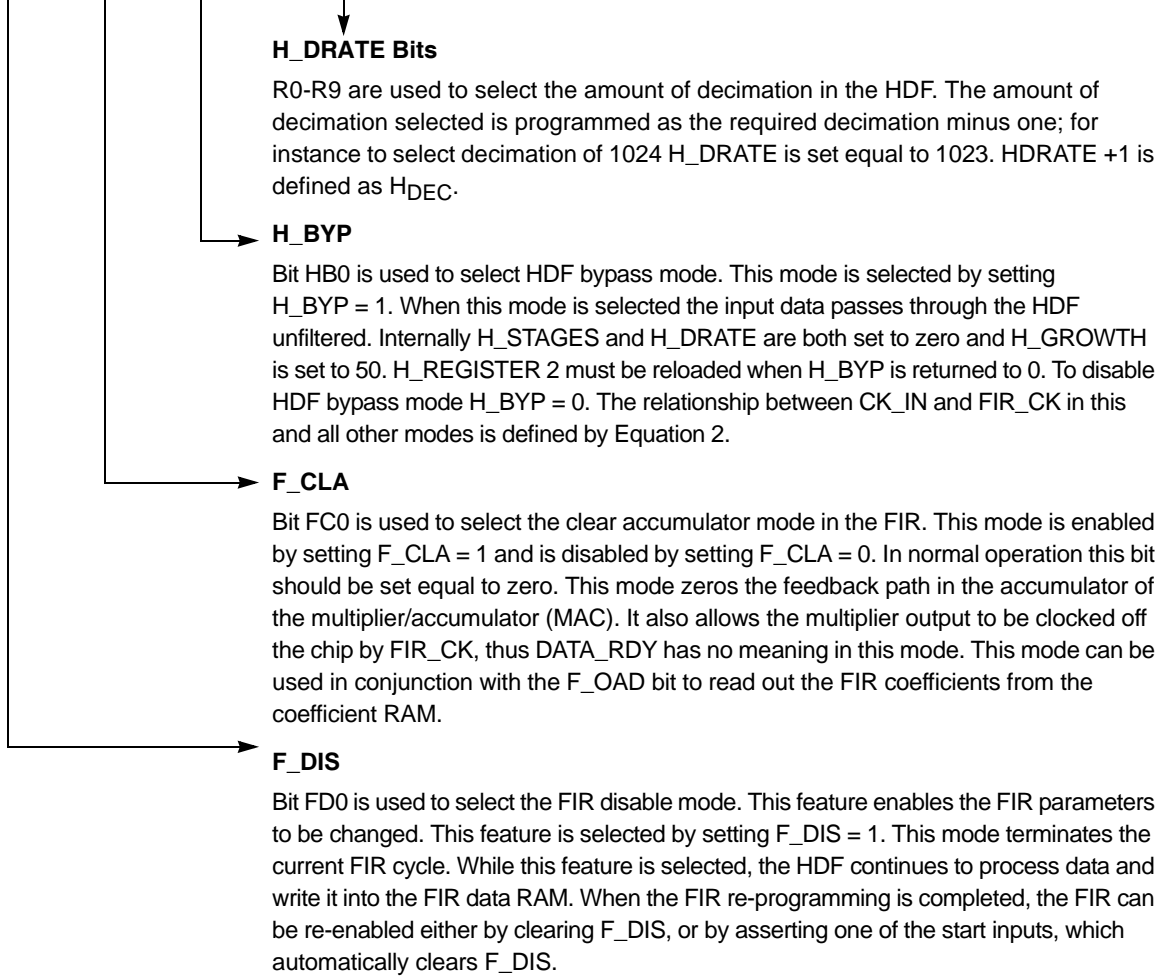 H_DRATE Bits
R0-R9 are used to select the amount of decimation in the HDF. The amount of
decimation selected is programmed as the required decimation minus one; for
instance to select decimation of 1024 H_DRATE is set equal to 1023. HDRATE +1 is
defined as HDEC.
H_BYP
Bit HB0 is used to select HDF bypass mode. This mode is selected by setting
H_BYP = 1. When this mode is selected the input data passes through the HDF
unfiltered. Internally H_STAGES and H_DRATE are both set to zero and H_GROWTH
is set to 50. H_REGISTER 2 must be reloaded when H_BYP is returned to 0. To disable
HDF bypass mode H_BYP = 0. The relationship between CK_IN and FIR_CK in this
and all other modes is defined by Equation 2.
F_CLA
Bit FC0 is used to select the clear accumulator mode in the FIR. This mode is enabled
by setting F_CLA = 1 and is disabled by setting F_CLA = 0. In normal operation this bit
should be set equal to zero. This mode zeros the feedback path in the accumulator of
the multiplier/accumulator (MAC). It also allows the multiplier output to be clocked off
the chip by FIR_CK, thus DATA_RDY has no meaning in this mode. This mode can be
used in conjunction with the F_OAD bit to read out the FIR coefficients from the
coefficient RAM.
F_DIS
Bit FD0 is used to select the FIR disable mode. This feature enables the FIR parameters
to be changed. This feature is selected by setting F_DIS = 1. This mode terminates the
current FIR cycle. While this feature is selected, the HDF continues to process data and
write it into the FIR data RAM. When the FIR re-programming is completed, the FIR can
be re-enabled either by clearing F_DIS, or by asserting one of the start inputs, which
automatically clears F_DIS.